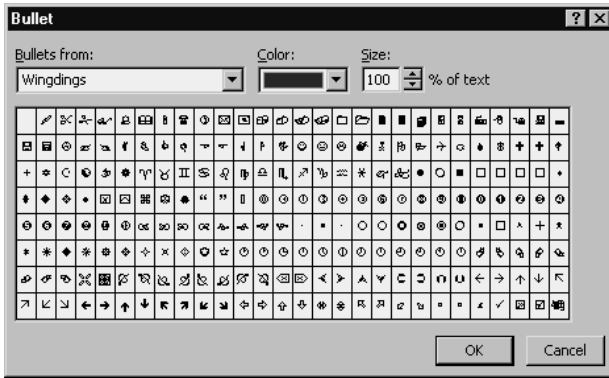 Bullet
Bullets from: Color: Size:
Wingdings 100 % of text
OK Cancel